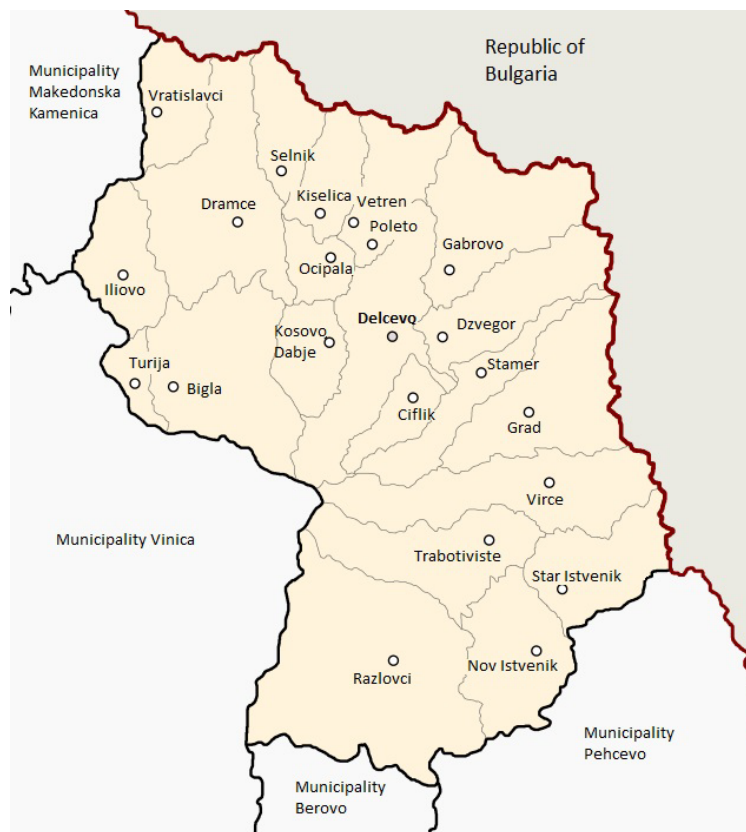 Republic of
Bulgaria
Municipality
Makedonska
Kamenica
Vratislavci
Selnik
Kiselica
Vetren
Dramce
Poleto
Gabrovo
Ocipala
Iliovo
Delcevo
Kosovo
Dabje
Dzvegor
Turija
Stamer
Bigla
Ciflik
Grad
Virce
Municipality Vinica
Trabotiviste
Star Istvenik
Nov Istvenik
Razlovci
Municipality
Pehcevo
Municipality
Berovo